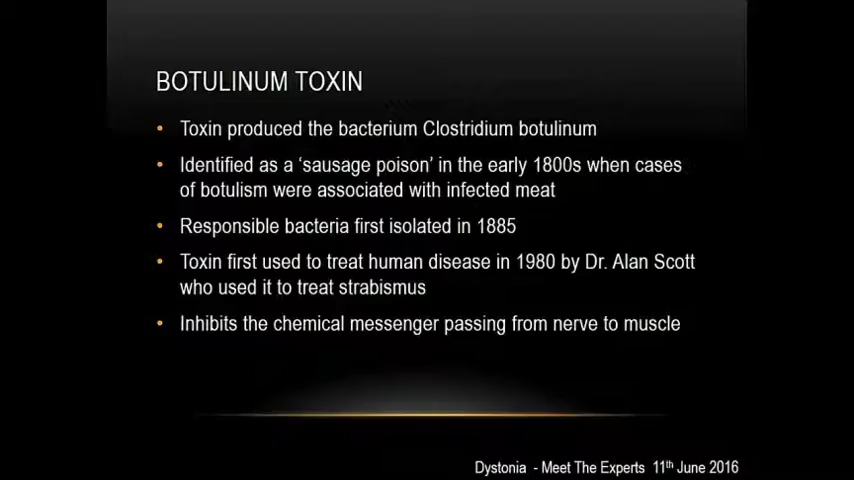 BOTULINUM TOXIN
• Toxin produced the bacterium Clostridium botulinum
• Identified as a ‘sausage poison’ in the early 1800s when cases
of botulism were associated with infected meat
• Responsible bacteria first isolated in 1885
• Toxin first used to treat human disease in 1980 by Dr. Alan Scott
who used it to treat strabismus
• Inhibits the chemical messenger passing from nerve to muscle
Dystonia - Meet The Experts 11th June 2016